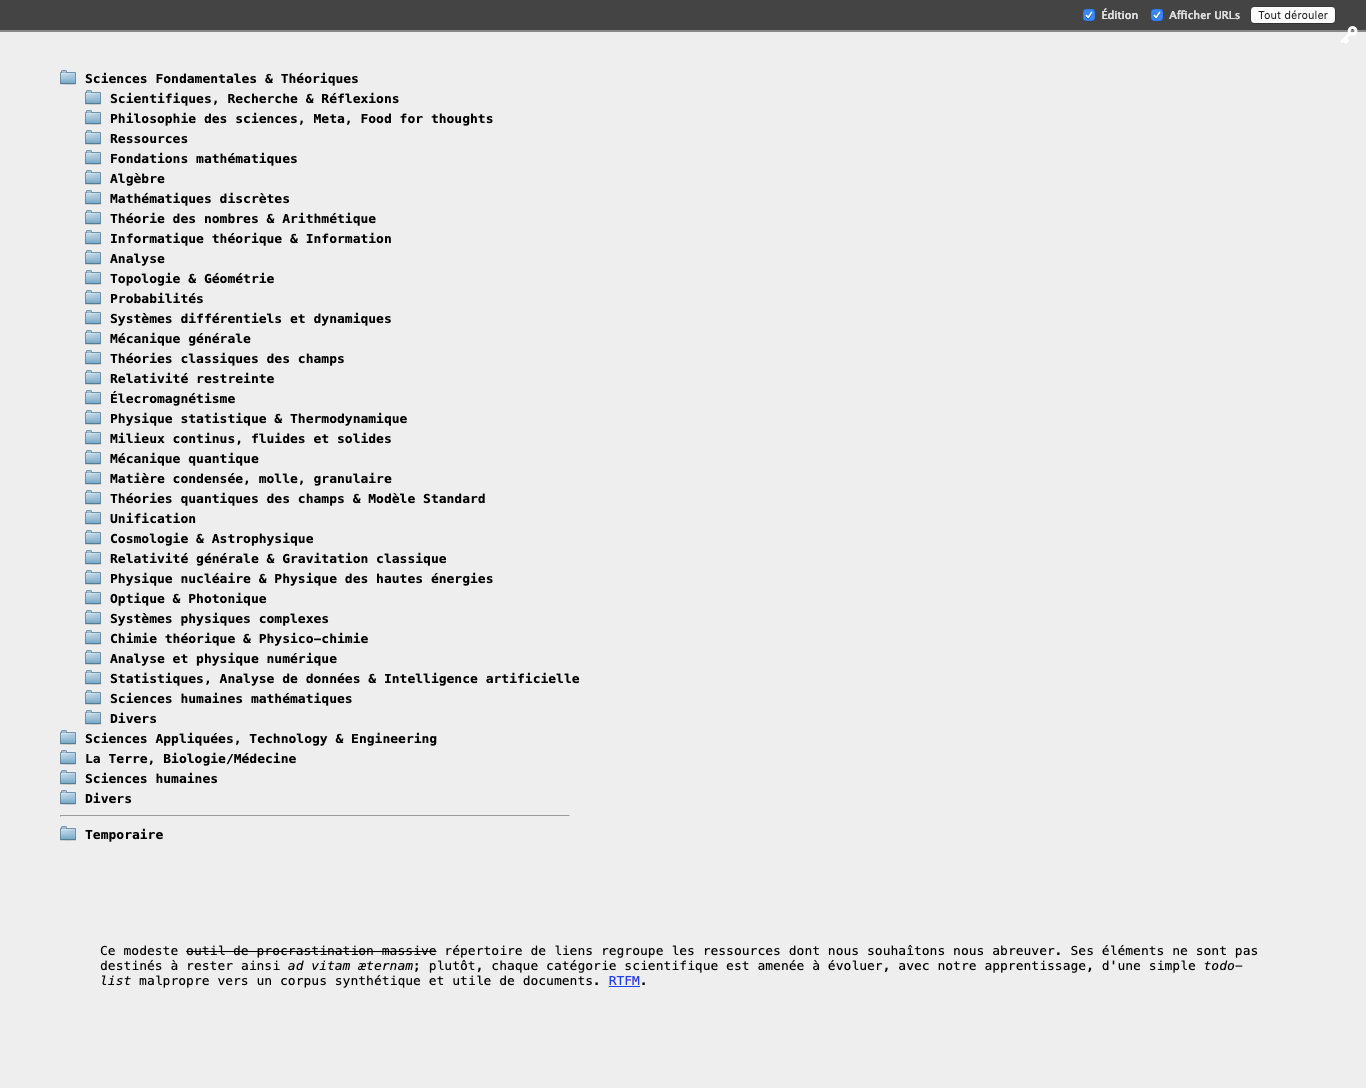 Édition Afficher URLs Tout dérouler
Sciences Fondamentales & Théoriques
Scientifiques, Recherche & Réflexions
Philosophie des sciences, Meta, Food for thoughts
Ressources
Fondations mathématiques
Algèbre
Mathématiques discrètes
Théorie des nombres & Arithmétique
Informatique théorique & Information
Analyse
Topologie & Géométrie
Probabilités
Systèmes différentiels et dynamiques
Mécanique générale
Théories classiques des champs
Relativité restreinte
Élecromagnétisme
Physique statistique & Thermodynamique
Milieux continus, fluides et solides
Mécanique quantique
Matière condensée, molle, granulaire
Théories quantiques des champs & Modèle Standard
Unification
Cosmologie & Astrophysique
Relativité générale & Gravitation classique
Physique nucléaire & Physique des hautes énergies
Optique & Photonique
Systèmes physiques complexes
Chimie théorique & Physico-chimie
Analyse et physique numérique
Statistiques, Analyse de données & Intelligence artificielle
Sciences humaines mathématiques
Divers
Sciences Appliquées, Technology & Engineering
La Terre, Biologie/Médecine
Sciences humaines
Divers
Temporaire
Ce modeste outil de procrastination massive répertoire de liens regroupe les ressources dont nous souhaîtons nous abreuver. Ses éléments ne sont pas
destinés à rester ainsi ad vitam æternam; plutôt, chaque catégorie scientifique est amenée à évoluer, avec notre apprentissage, d'une simple todo-
list malpropre vers un corpus synthétique et utile de documents. RTFM.